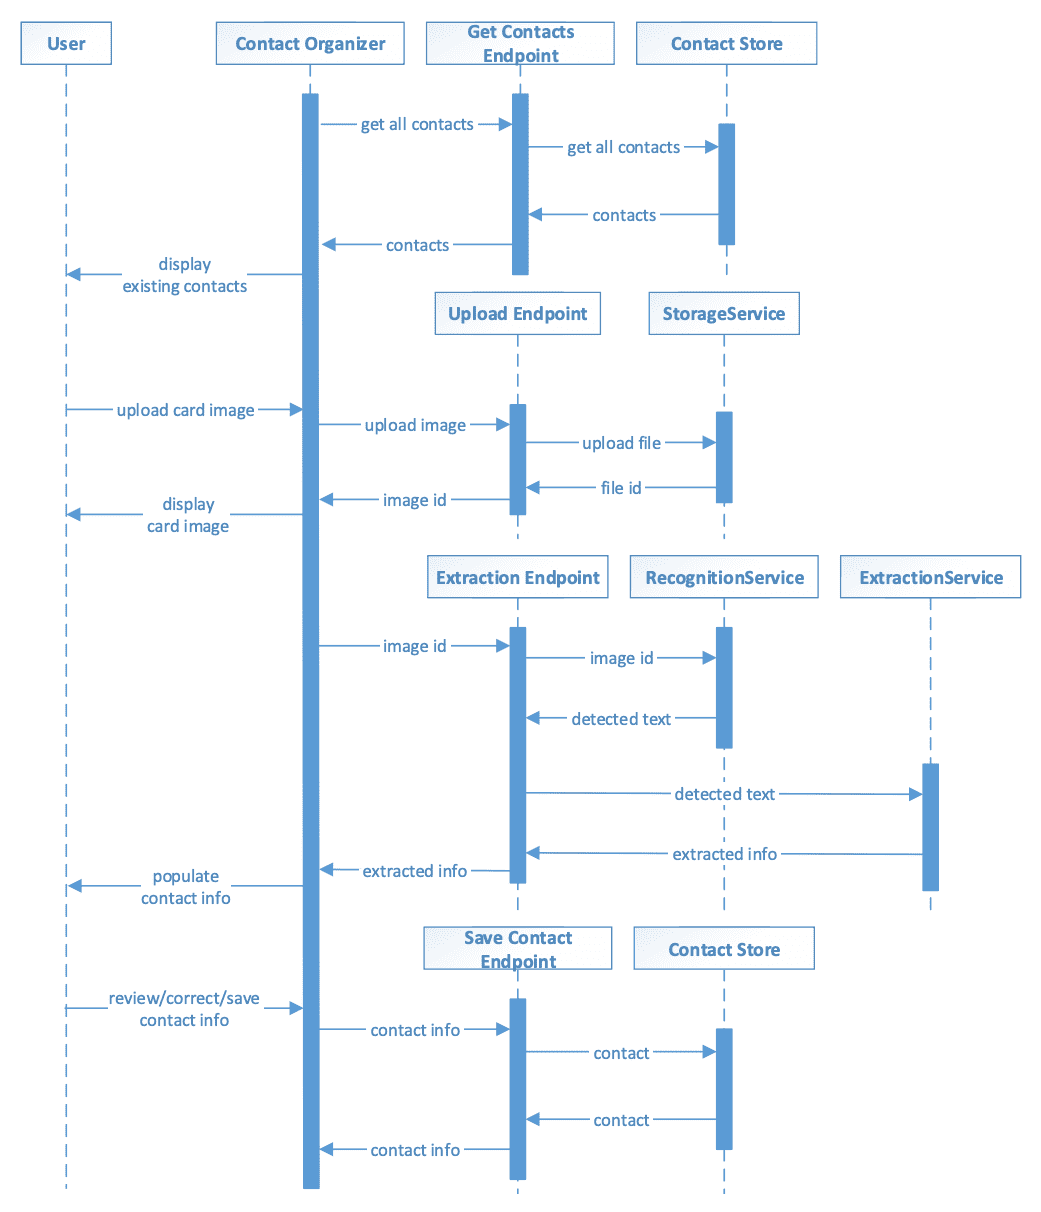 User
Contact Organizer
Get Contacts
Endpoint
Contact Store
get all contacts
get all contacts
contacts
contacts
display
existing contacts
Upload Endpoint
StorageService
upload card image
upload image
upload file
file id
image id
display
card image
Extraction Endpoint
RecognitionService
ExtractionService
image id
image id
detected text
detected text
extracted info
extracted info
populate
contact info
Save Contact
Endpoint
Contact Store
review/correct/save
contact info
contact info
contact
contact
contact info